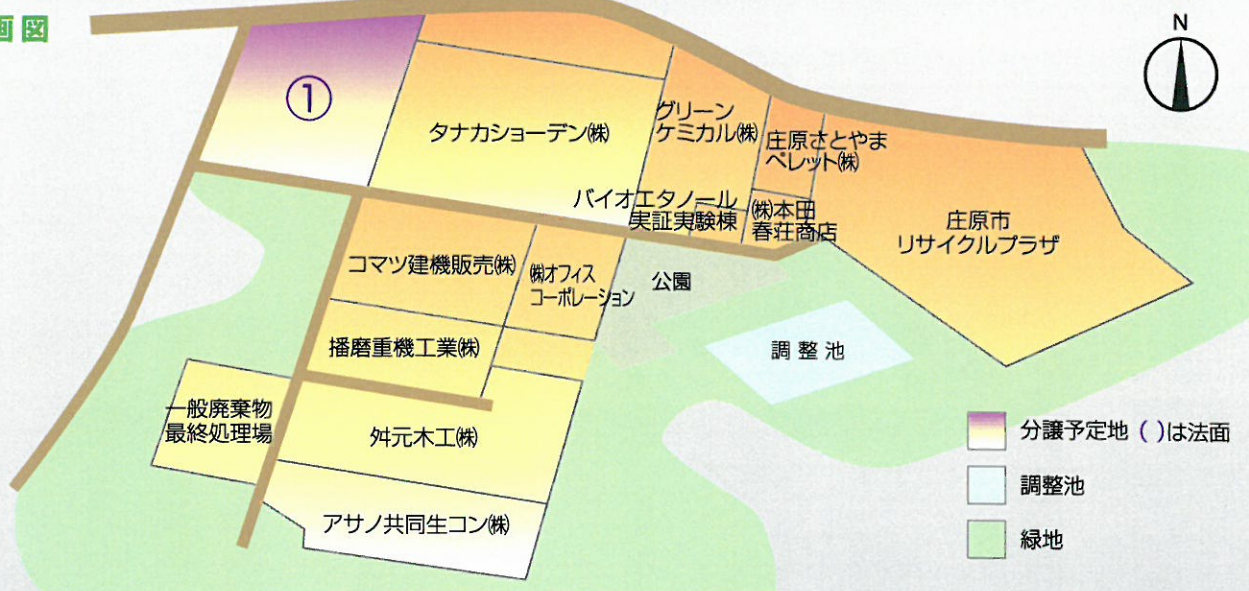 画図
N
①
タナカショーデン㈱
グリーン
ケミカル㈱
庄原さとやま
ペレット㈱
バイオエタノール
実証実験棟
㈱本田
春荘商店
庄原市
リサイクルプラザ
コマツ建機販売㈱
㈱オフィス
コーポレーション
公園
播磨重機工業㈱
調整池
一般廃棄物
最終処理場
舛元木工㈱
アサノ共同生コン㈱
分譲予定地 ( )は法面
調整池
緑地